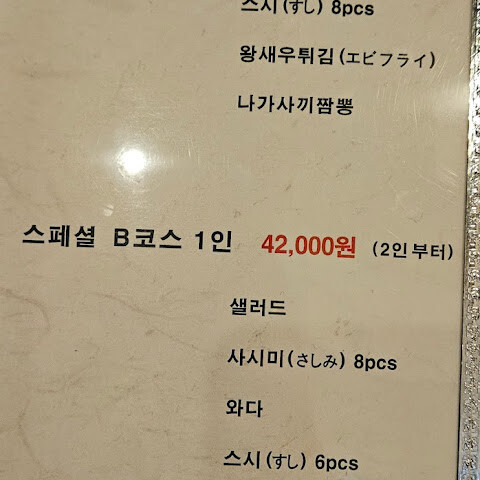 스시(すし) 8pcs
왕새우튀김(エビフライ)
나가사끼짬뽕
스페셜 B코스 1인 42,000원 (2인부터)
샐러드
사시미(さしみ) 8pcs
와다
스시(すし) 6pcs